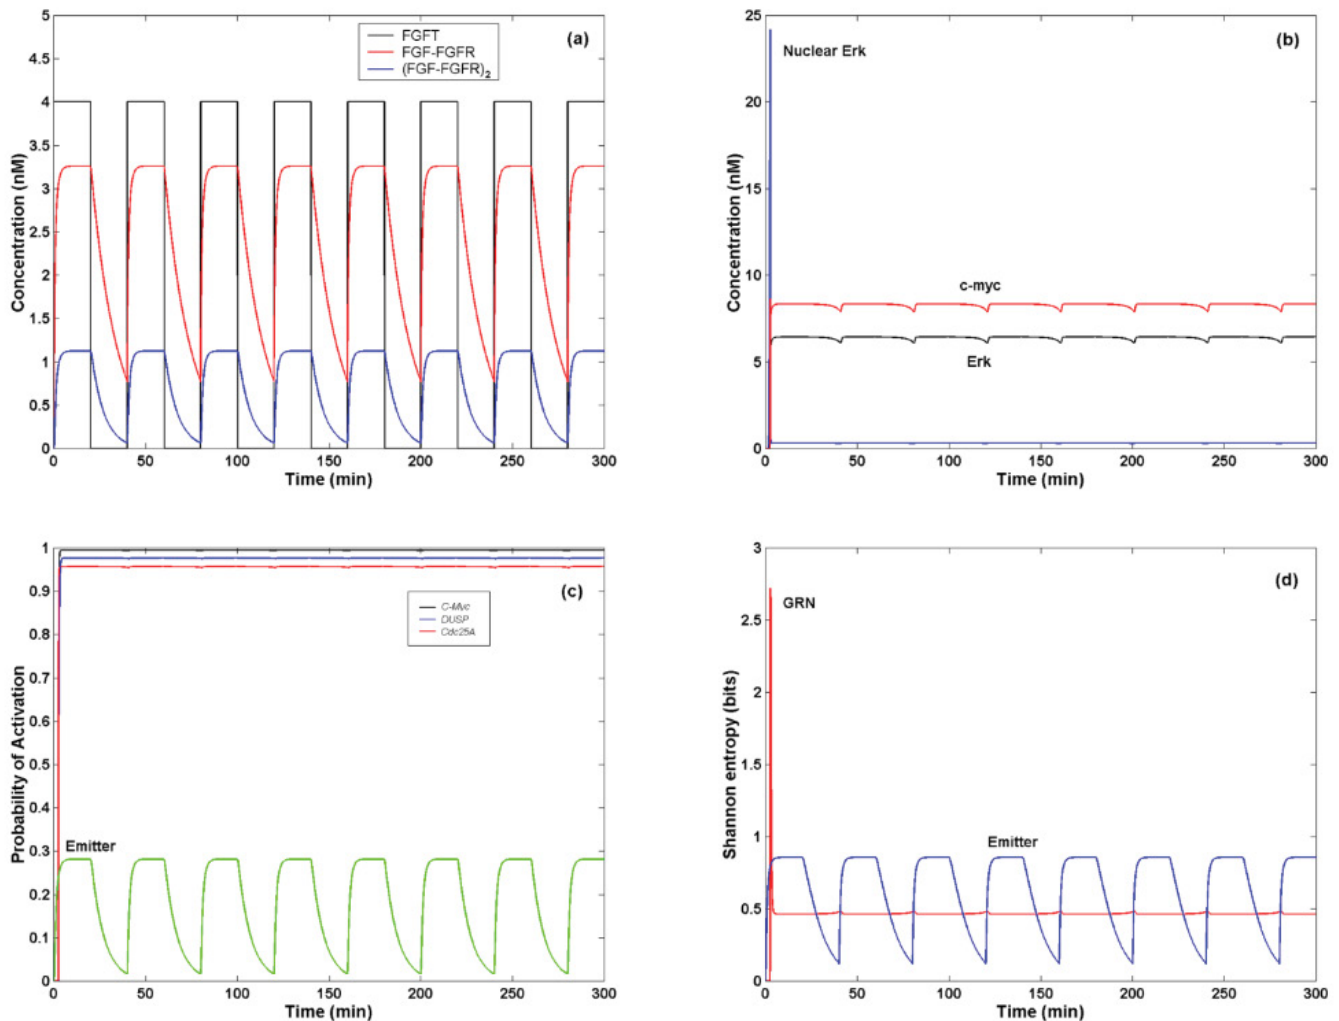 (a)
FGFT
FGF-FGFR
(FGF-FGFR)2
5
4.5
4
3.5
3
2.5
2
1.5
1
0.5
0
Concentration (nM)
0 50 100 150 200 250 300
Time (min)
(b)
Nuclear Erk
c-myc
Erk
25
20
15
10
5
0
Concentration (nM)
0 50 100 150 200 250 300
Time (min)
(c)
C-Myc
DUSP
Cdc25A
Emitter
1
0.9
0.8
0.7
0.6
0.5
0.4
0.3
0.2
0.1
0
Probability of Activation
0 50 100 150 200 250 300
Time (min)
(d)
GRN
Emitter
3
2.5
2
1.5
1
0.5
0
Shannon entropy (bits)
0 50 100 150 200 250 300
Time (min)